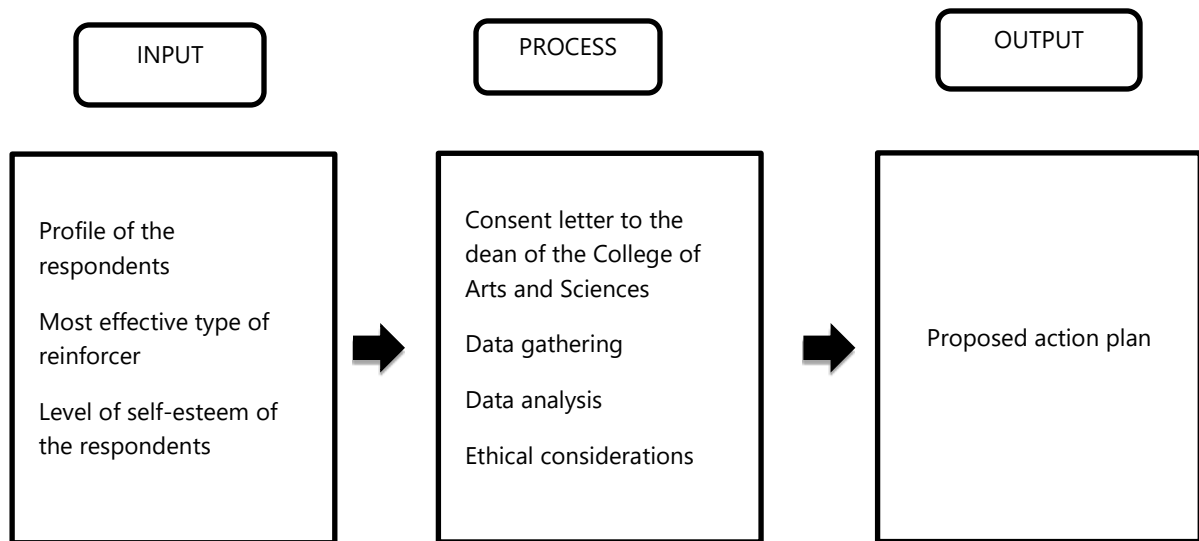 INPUT
PROCESS
OUTPUT
Profile of the
respondents
Most effective type of
reinforcer
Level of self-esteem of
the respondents
Consent letter to the
dean of the College of
Arts and Sciences
Data gathering
Data analysis
Ethical considerations
Proposed action plan